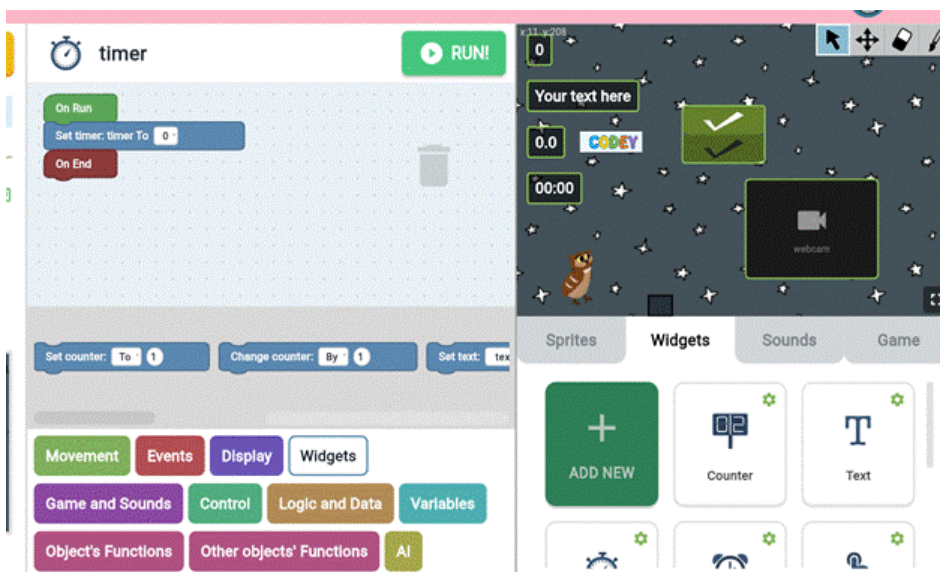 timer
RUN!
On Run
Set timer: timer To 0
On End
Set counter: To 1
Change counter: By 1
Set text: tex
Movement
Events
Display
Widgets
Game and Sounds
Control
Logic and Data
Variables
Object's Functions
Other objects' Functions
AI
x:11 y:208
0
Your text here
0.0
CODEY
00:00
webcam
Sprites
Widgets
Sounds
Game
ADD NEW
Counter
Text